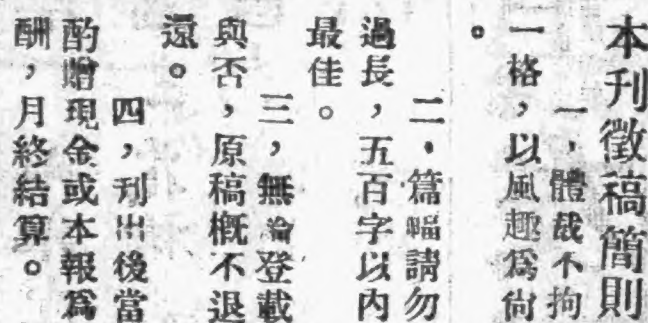 本刊徵稿簡則
一，體裁不拘
一格，以風趣爲尙
。
二，篇幅請勿
過長，五百字以內
最佳。
三，無論登載
與否，原稿概不退
還。
四，刊出後當
酌贈現金或本報爲
酬，月終結算。